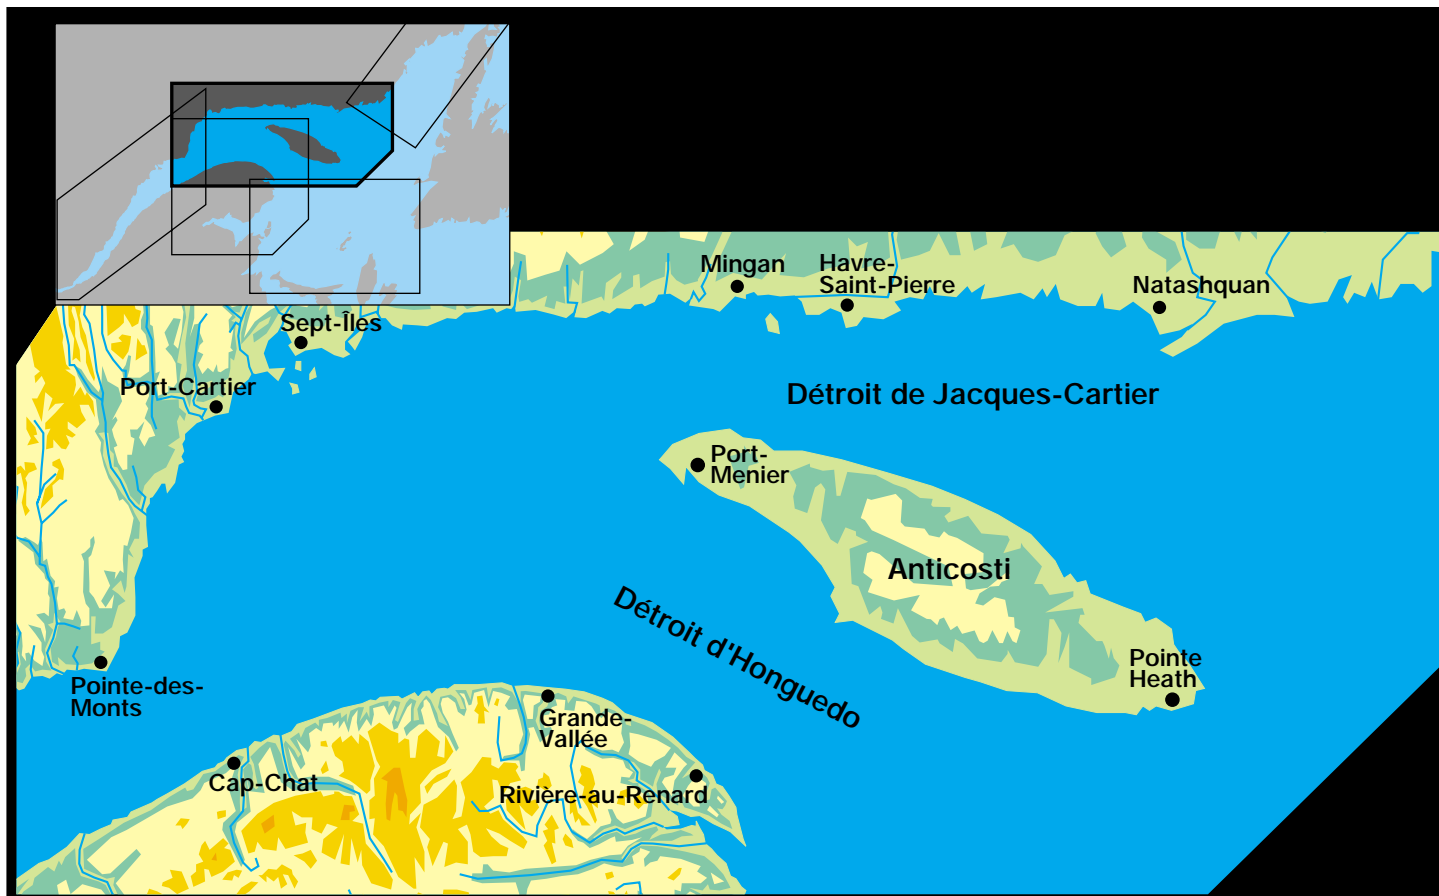 Mingan
Havre-
Saint-Pierre
Natashquan
Sept-Îles
Port-Cartier
Détroit de Jacques-Cartier
Port-
Menier
Anticosti
Détroit d'Honguedo
Pointe
Heath
Pointe-des-
Monts
Grande-
Vallée
Cap-Chat
Rivière-au-Renard